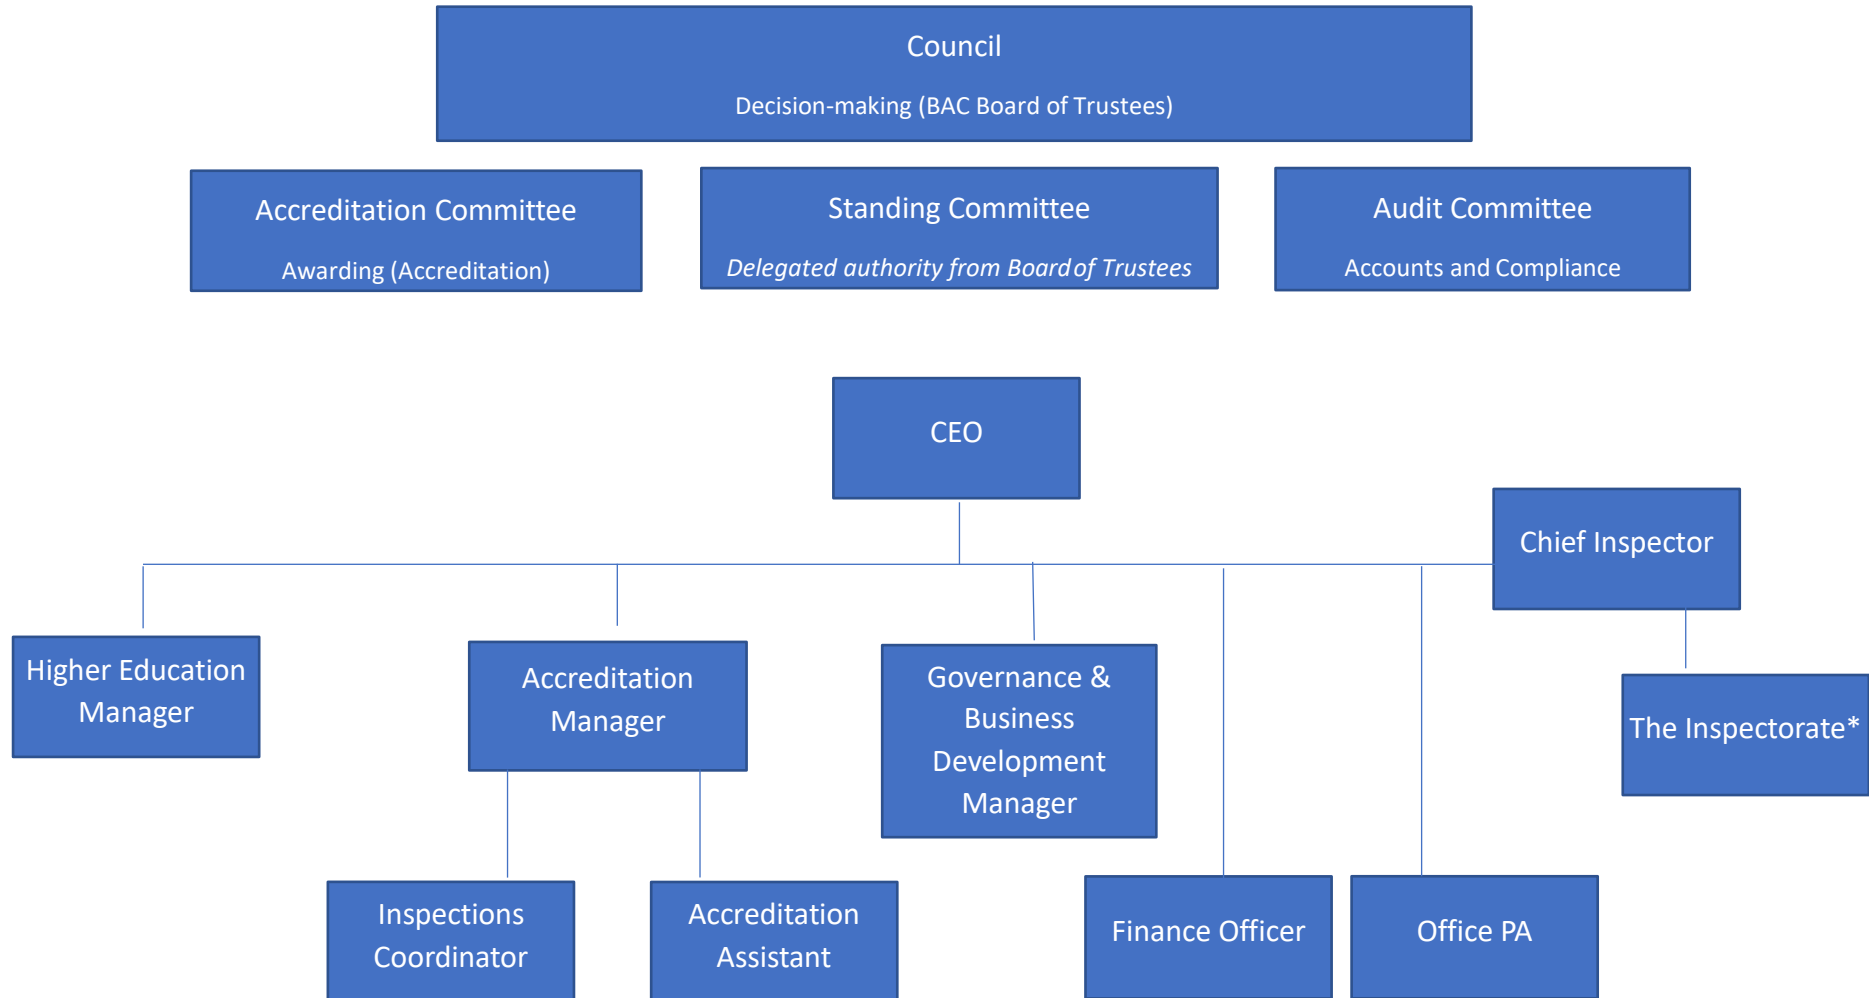 Council
Decision-making (BAC Board of Trustees)
Accreditation Committee
Awarding (Accreditation)
Standing Committee
Delegated authority from Board of Trustees
Audit Committee
Accounts and Compliance
CEO
Chief Inspector
Higher Education
Manager
Accreditation
Manager
Governance &
Business
Development
Manager
The Inspectorate*
Inspections
Coordinator
Accreditation
Assistant
Finance Officer
Office PA